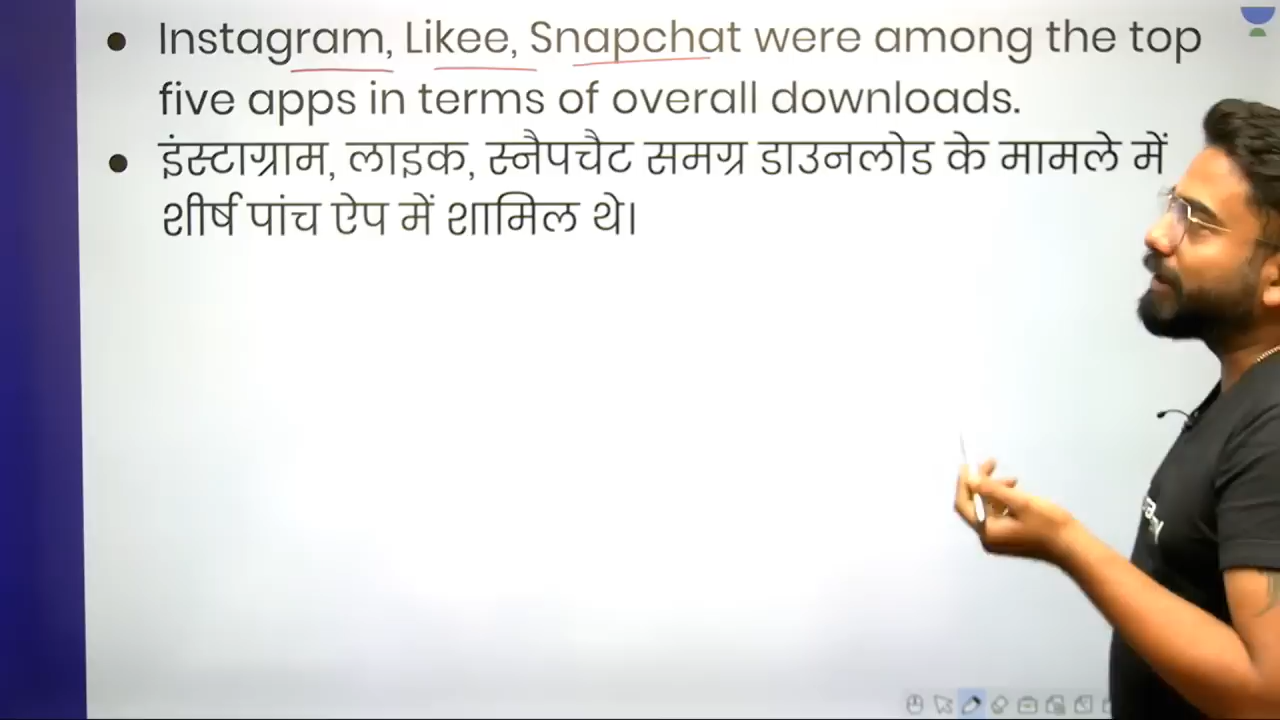 Instagram, Likee, Snapchat were among the top
five apps in terms of overall downloads.
इंस्टाग्राम, लाइक, स्नैपचैट समग्र डाउनलोड के मामले में
शीर्ष पांच ऐप में शामिल थे।